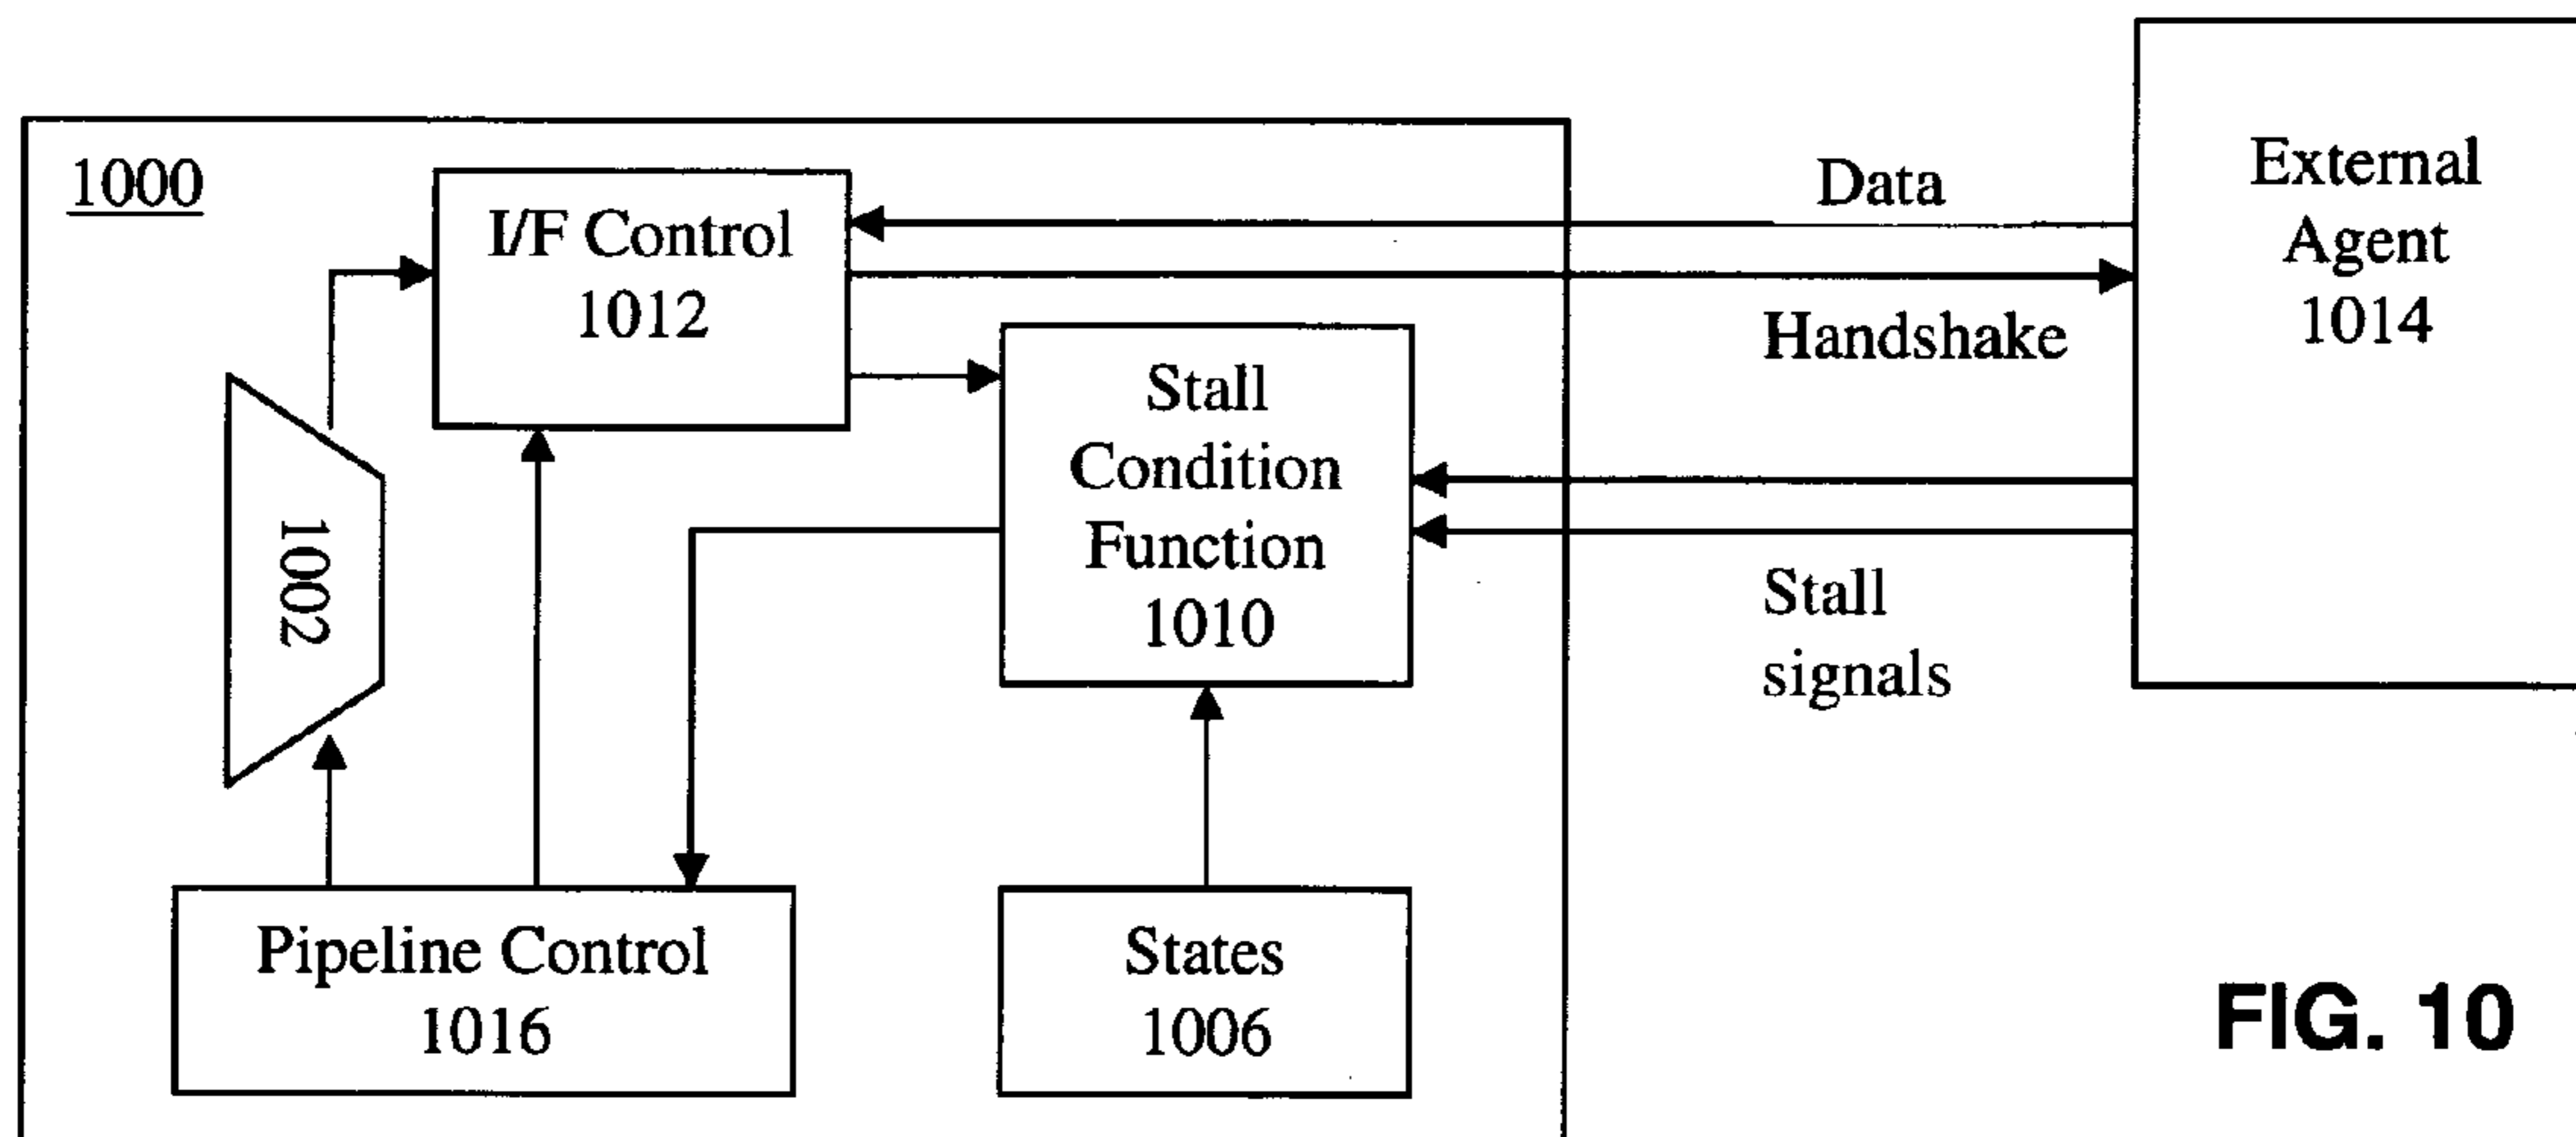 1000
I/F Control
1012
Data
External
Agent
1014
Handshake
Stall
Condition
Function
1010
1002
Stall
signals
Pipeline Control
1016
States
1006
FIG. 10